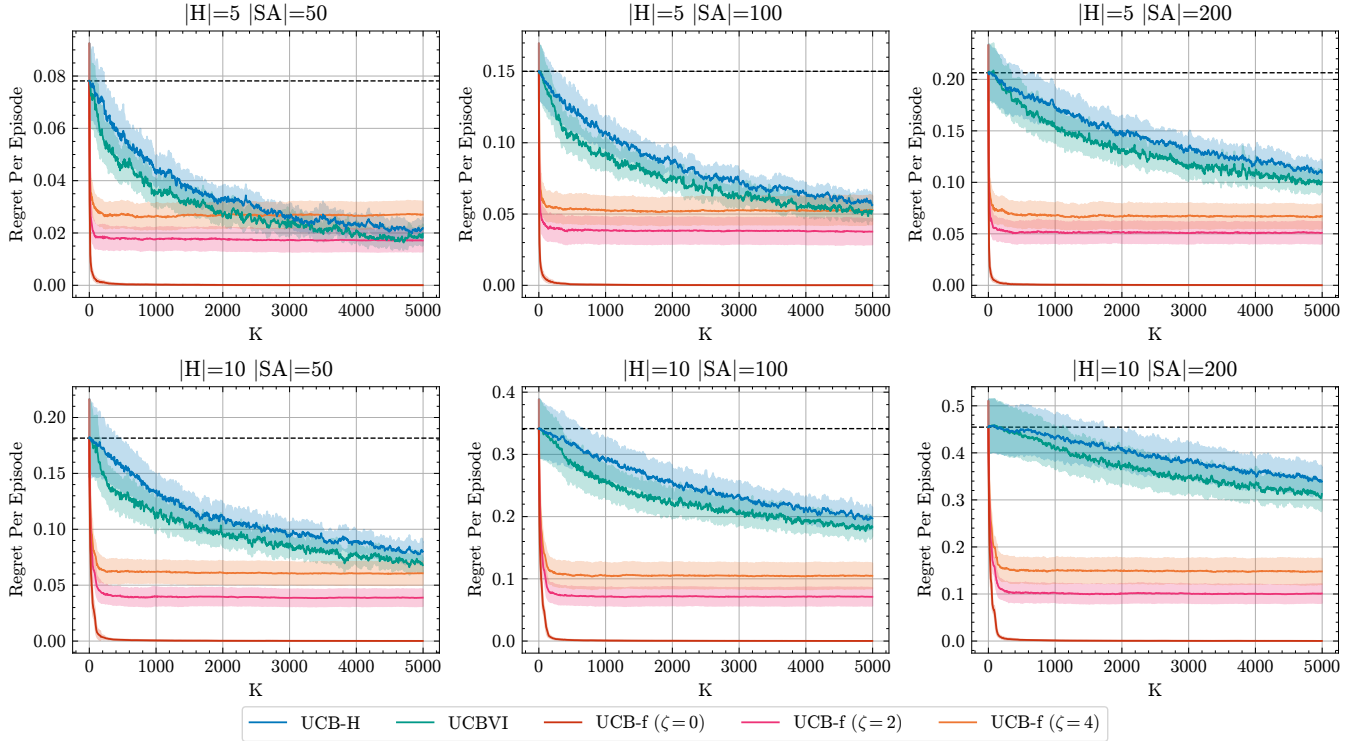 |H|=5 |SA|=50
|H|=5 |SA|=100
|H|=5 |SA|=200
Regret Per Episode
0.08
0.06
0.04
0.02
0.00
0 1000 2000 3000 4000 5000
K
Regret Per Episode
0.15
0.10
0.05
0.00
0 1000 2000 3000 4000 5000
K
Regret Per Episode
0.20
0.15
0.10
0.05
0.00
0 1000 2000 3000 4000 5000
K
|H|=10 |SA|=50
|H|=10 |SA|=100
|H|=10 |SA|=200
Regret Per Episode
0.20
0.15
0.10
0.05
0.00
0 1000 2000 3000 4000 5000
K
Regret Per Episode
0.4
0.3
0.2
0.1
0.0
0 1000 2000 3000 4000 5000
K
Regret Per Episode
0.5
0.4
0.3
0.2
0.1
0.0
0 1000 2000 3000 4000 5000
K
UCB-H UCBVI UCB-f (ζ=0) UCB-f (ζ=2) UCB-f (ζ=4)